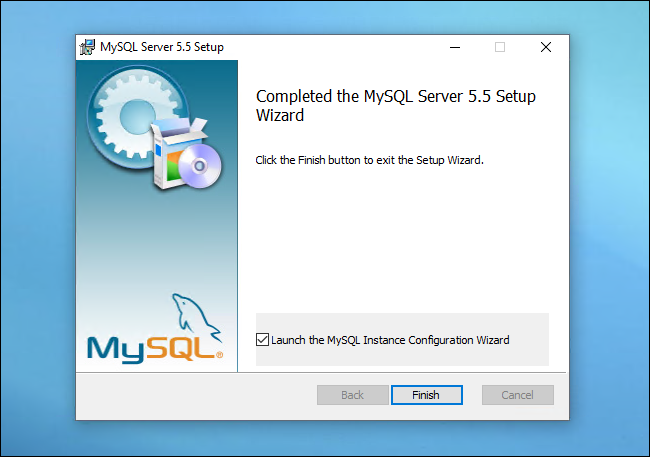 MySQL Server 5.5 Setup
Completed the MySQL Server 5.5 Setup
Wizard
Click the Finish button to exit the Setup Wizard.
MySQL®
Launch the MySQL Instance Configuration Wizard
Back
Finish
Cancel